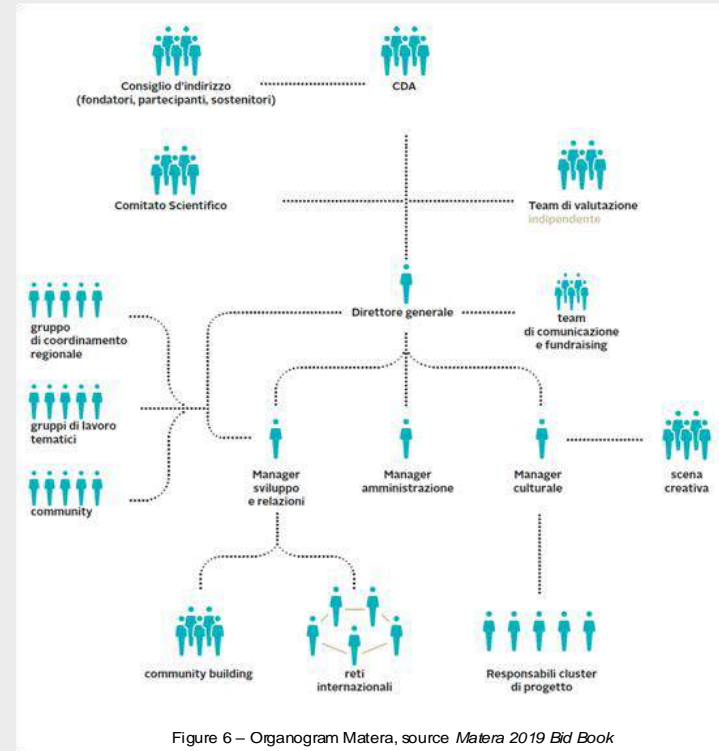 Consiglio d'indirizzo
(fondatori, partecipanti, sostenitori)
CDA
Comitato Scientifico
Team di valutazione
indipendente
Direttore generale
team
di comunicazione
e fundraising
gruppo
di coordinamento
regionale
gruppi di lavoro
tematici
community
Manager
sviluppo
e relazioni
Manager
amministrazione
Manager
culturale
scena
creativa
community building
reti
internazionali
Responsabili cluster
di progetto
Figure 6 – Organogram Matera, source Matera 2019 Bid Book